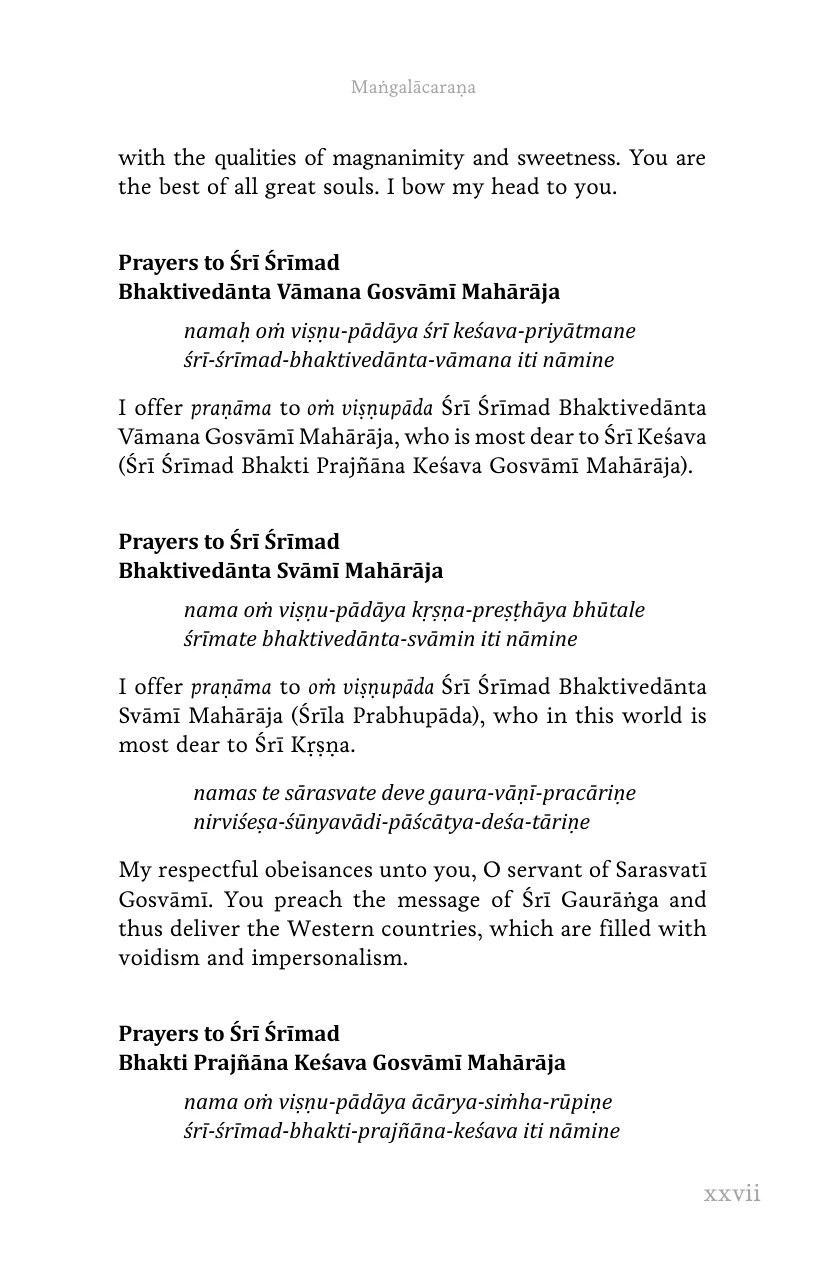 Maṅgalācaraṇa
with the qualities of magnanimity and sweetness. You are
the best of all great souls. I bow my head to you.
Prayers to Śrī Śrīmad
Bhaktivedānta Vāmana Gosvāmī Mahārāja
namaḥ oṁ viṣṇu-pādāya śrī keśava-priyātmane
śrī-śrīmad-bhaktivedānta-vāmana iti nāmine
I offer praṇāma to oṁ viṣṇupāda Śrī Śrīmad Bhaktivedānta
Vāmana Gosvāmī Mahārāja, who is most dear to Śrī Keśava
(Śrī Śrīmad Bhakti Prajñāna Keśava Gosvāmī Mahārāja).
Prayers to Śrī Śrīmad
Bhaktivedānta Svāmī Mahārāja
nama oṁ viṣṇu-pādāya kṛṣṇa-preṣṭhāya bhūtale
śrīmate bhaktivedānta-svāmin iti nāmine
I offer praṇāma to oṁ viṣṇupāda Śrī Śrīmad Bhaktivedānta
Svāmī Mahārāja (Śrīla Prabhupāda), who in this world is
most dear to Śrī Kṛṣṇa.
namas te sārasvate deve gaura-vāṇī-pracāriṇe
nirviśeṣa-śūnyavādi-pāścātya-deśa-tāriṇe
My respectful obeisances unto you, O servant of Sarasvatī
Gosvāmī. You preach the message of Śrī Gaurāṅga and
thus deliver the Western countries, which are filled with
voidism and impersonalism.
Prayers to Śrī Śrīmad
Bhakti Prajñāna Keśava Gosvāmī Mahārāja
nama oṁ viṣṇu-pādāya ācārya-siṁha-rūpiṇe
śrī-śrīmad-bhakti-prajñāna-keśava iti nāmine
xxvii